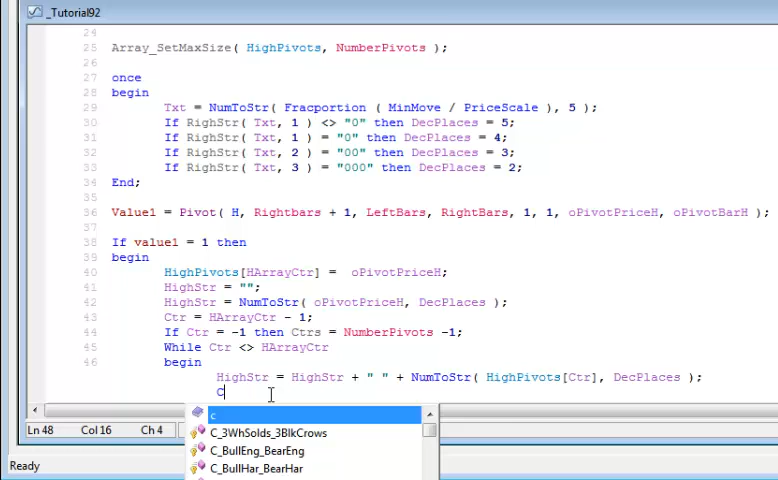 _Tutorial92
24
25 Array_SetMaxSize( HighPivots, NumberPivots );
26
27 once
28 begin
29 Txt = NumToStr( Fracportion ( MinMove / PriceScale ), 5 );
30 If RighStr( Txt, 1 ) <> "0" then DecPlaces = 5;
31 If RighStr( Txt, 1 ) = "0" then DecPlaces = 4;
32 If RighStr( Txt, 2 ) = "00" then DecPlaces = 3;
33 If RighStr( Txt, 3 ) = "000" then DecPlaces = 2;
34 End;
35
36 Value1 = Pivot( H, Rightbars + 1, LeftBars, RightBars, 1, 1, oPivotPriceH, oPivotBarH );
37
38 If value1 = 1 then
39 begin
40 HighPivots[HArrayCtr] = oPivotPriceH;
41 HighStr = "";
42 HighStr = NumToStr( oPivotPriceH, DecPlaces );
43 Ctr = HArrayCtr - 1;
44 If Ctr = -1 then Ctrs = NumberPivots -1;
45 While Ctr <> HArrayCtr
46 begin
HighStr = HighStr + " " + NumToStr( HighPivots[Ctr], DecPlaces );
C
c
C_3WhSolds_3BlkCrows
C_BullEng_BearEng
C_BullHar_BearHar
Ln 48 Col 16 Ch 4
Ready